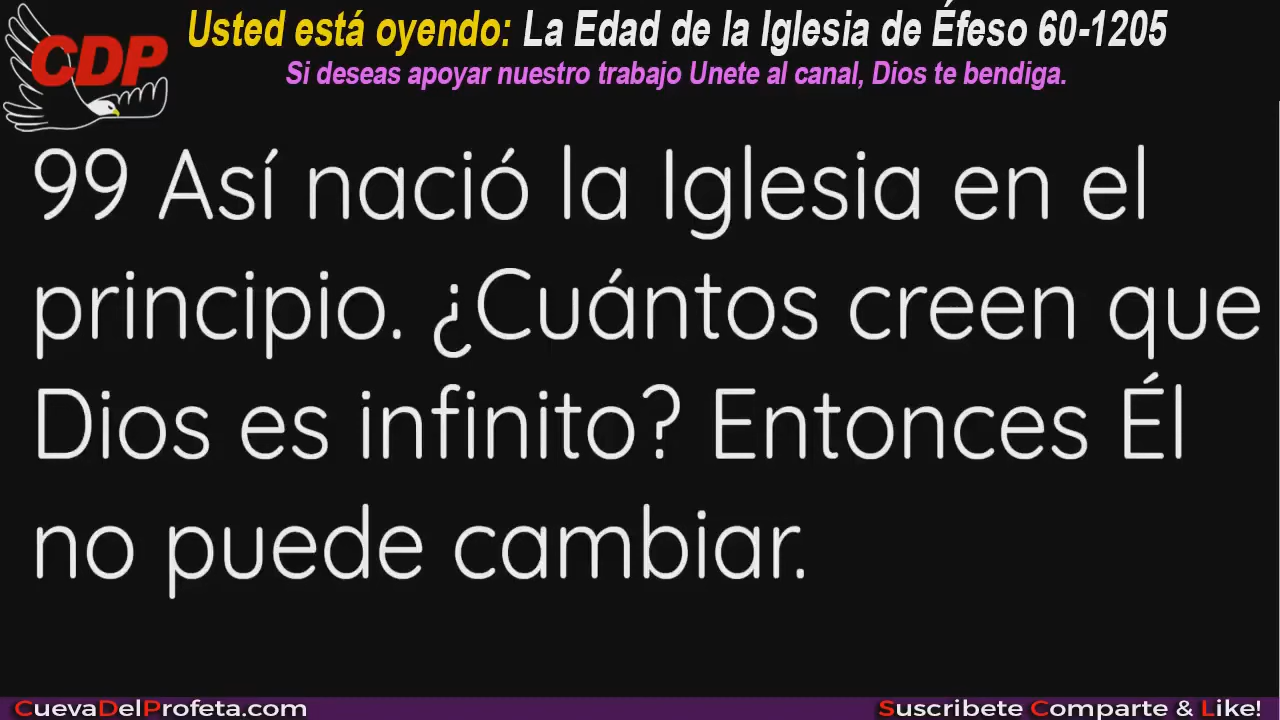 CDP
Usted está oyendo: La Edad de la Iglesia de Éfeso 60-1205
Si deseas apoyar nuestro trabajo Unete al canal, Dios te bendiga.
99 Así nació la Iglesia en el
principio. ¿Cuántos creen que
Dios es infinito? Entonces Él
no puede cambiar.
CuevaDelProfeta.com
Suscribete Comparte & Like!